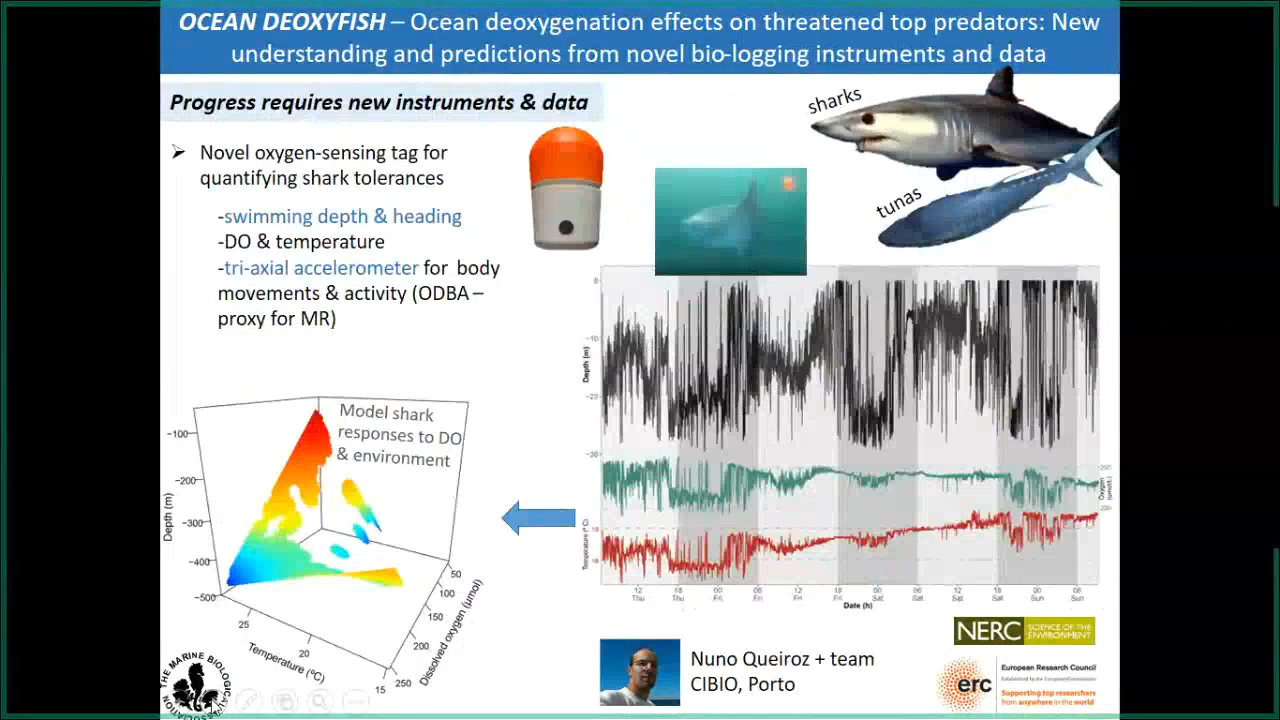 OCEAN DEOXYFISH – Ocean deoxygenation effects on threatened top predators: New
understanding and predictions from novel bio-logging instruments and data
Progress requires new instruments & data
➢ Novel oxygen-sensing tag for
quantifying shark tolerances
-swimming depth & heading
-DO & temperature
-tri-axial accelerometer for body
movements & activity (ODBA –
proxy for MR)
sharks
tunas
Model shark
responses to DO
& environment
Depth (m)
-100
-200
-300
-400
-500
25
20
15
Temperature (ºC)
50
100
150
200
250
Dissolved oxygen (µmol)
Depth (m)
0
-10
-20
-30
Oxygen
Temperature (° C)
12 18 00 06 12 18 00 06 12 18 00 06
Thu Thu Fri Fri Fri Fri Sat Sat Sat Sat Sun Sun
Date (h)
Nuno Queiroz + team
CIBIO, Porto
NERC SCIENCE OF THE
ENVIRONMENT
erc
European Research Council
Established by the European Commission
Supporting top researchers
from anywhere in the world
THE MARINE BIOLOGICAL ASSOCIATION